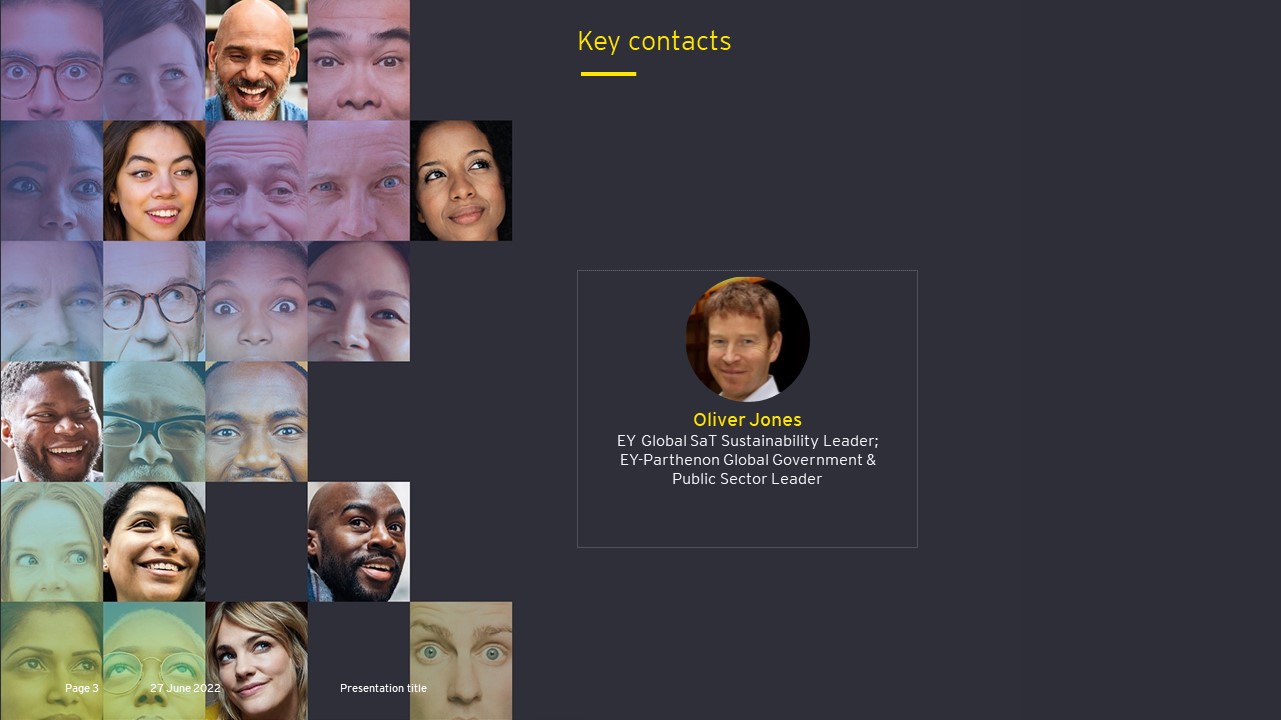 Key contacts
Oliver Jones
EY Global SaT Sustainability Leader;
EY-Parthenon Global Government &
Public Sector Leader
Page 3
27 June 2022
Presentation title